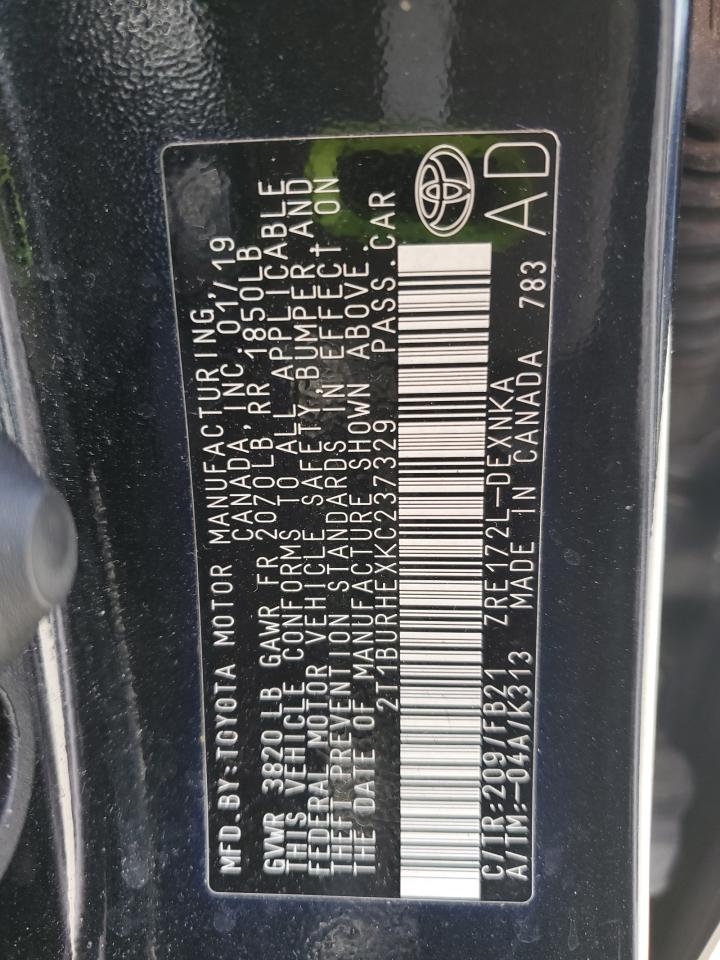 MFD.BY:TOYOTA MOTOR MANUFACTURING,
CANADA,INC. 01/19
GVWR 3820LB GAWR FR 2070LB,RR 1850LB
THIS VEHICLE CONFORMS TO ALL APPLICABLE
FEDERAL MOTOR VEHICLE SAFETY,BUMPER,AND
THEFT PREVENTION STANDARDS IN EFFECT ON
THE DATE OF MANUFACTURE SHOWN ABOVE.
2T1BURHEXKC237329 PASS.CAR
C/TR:209/FB21 ZRE172L-DEXNKA
A/TM:-04A/K313 MADE IN CANADA 783
AD